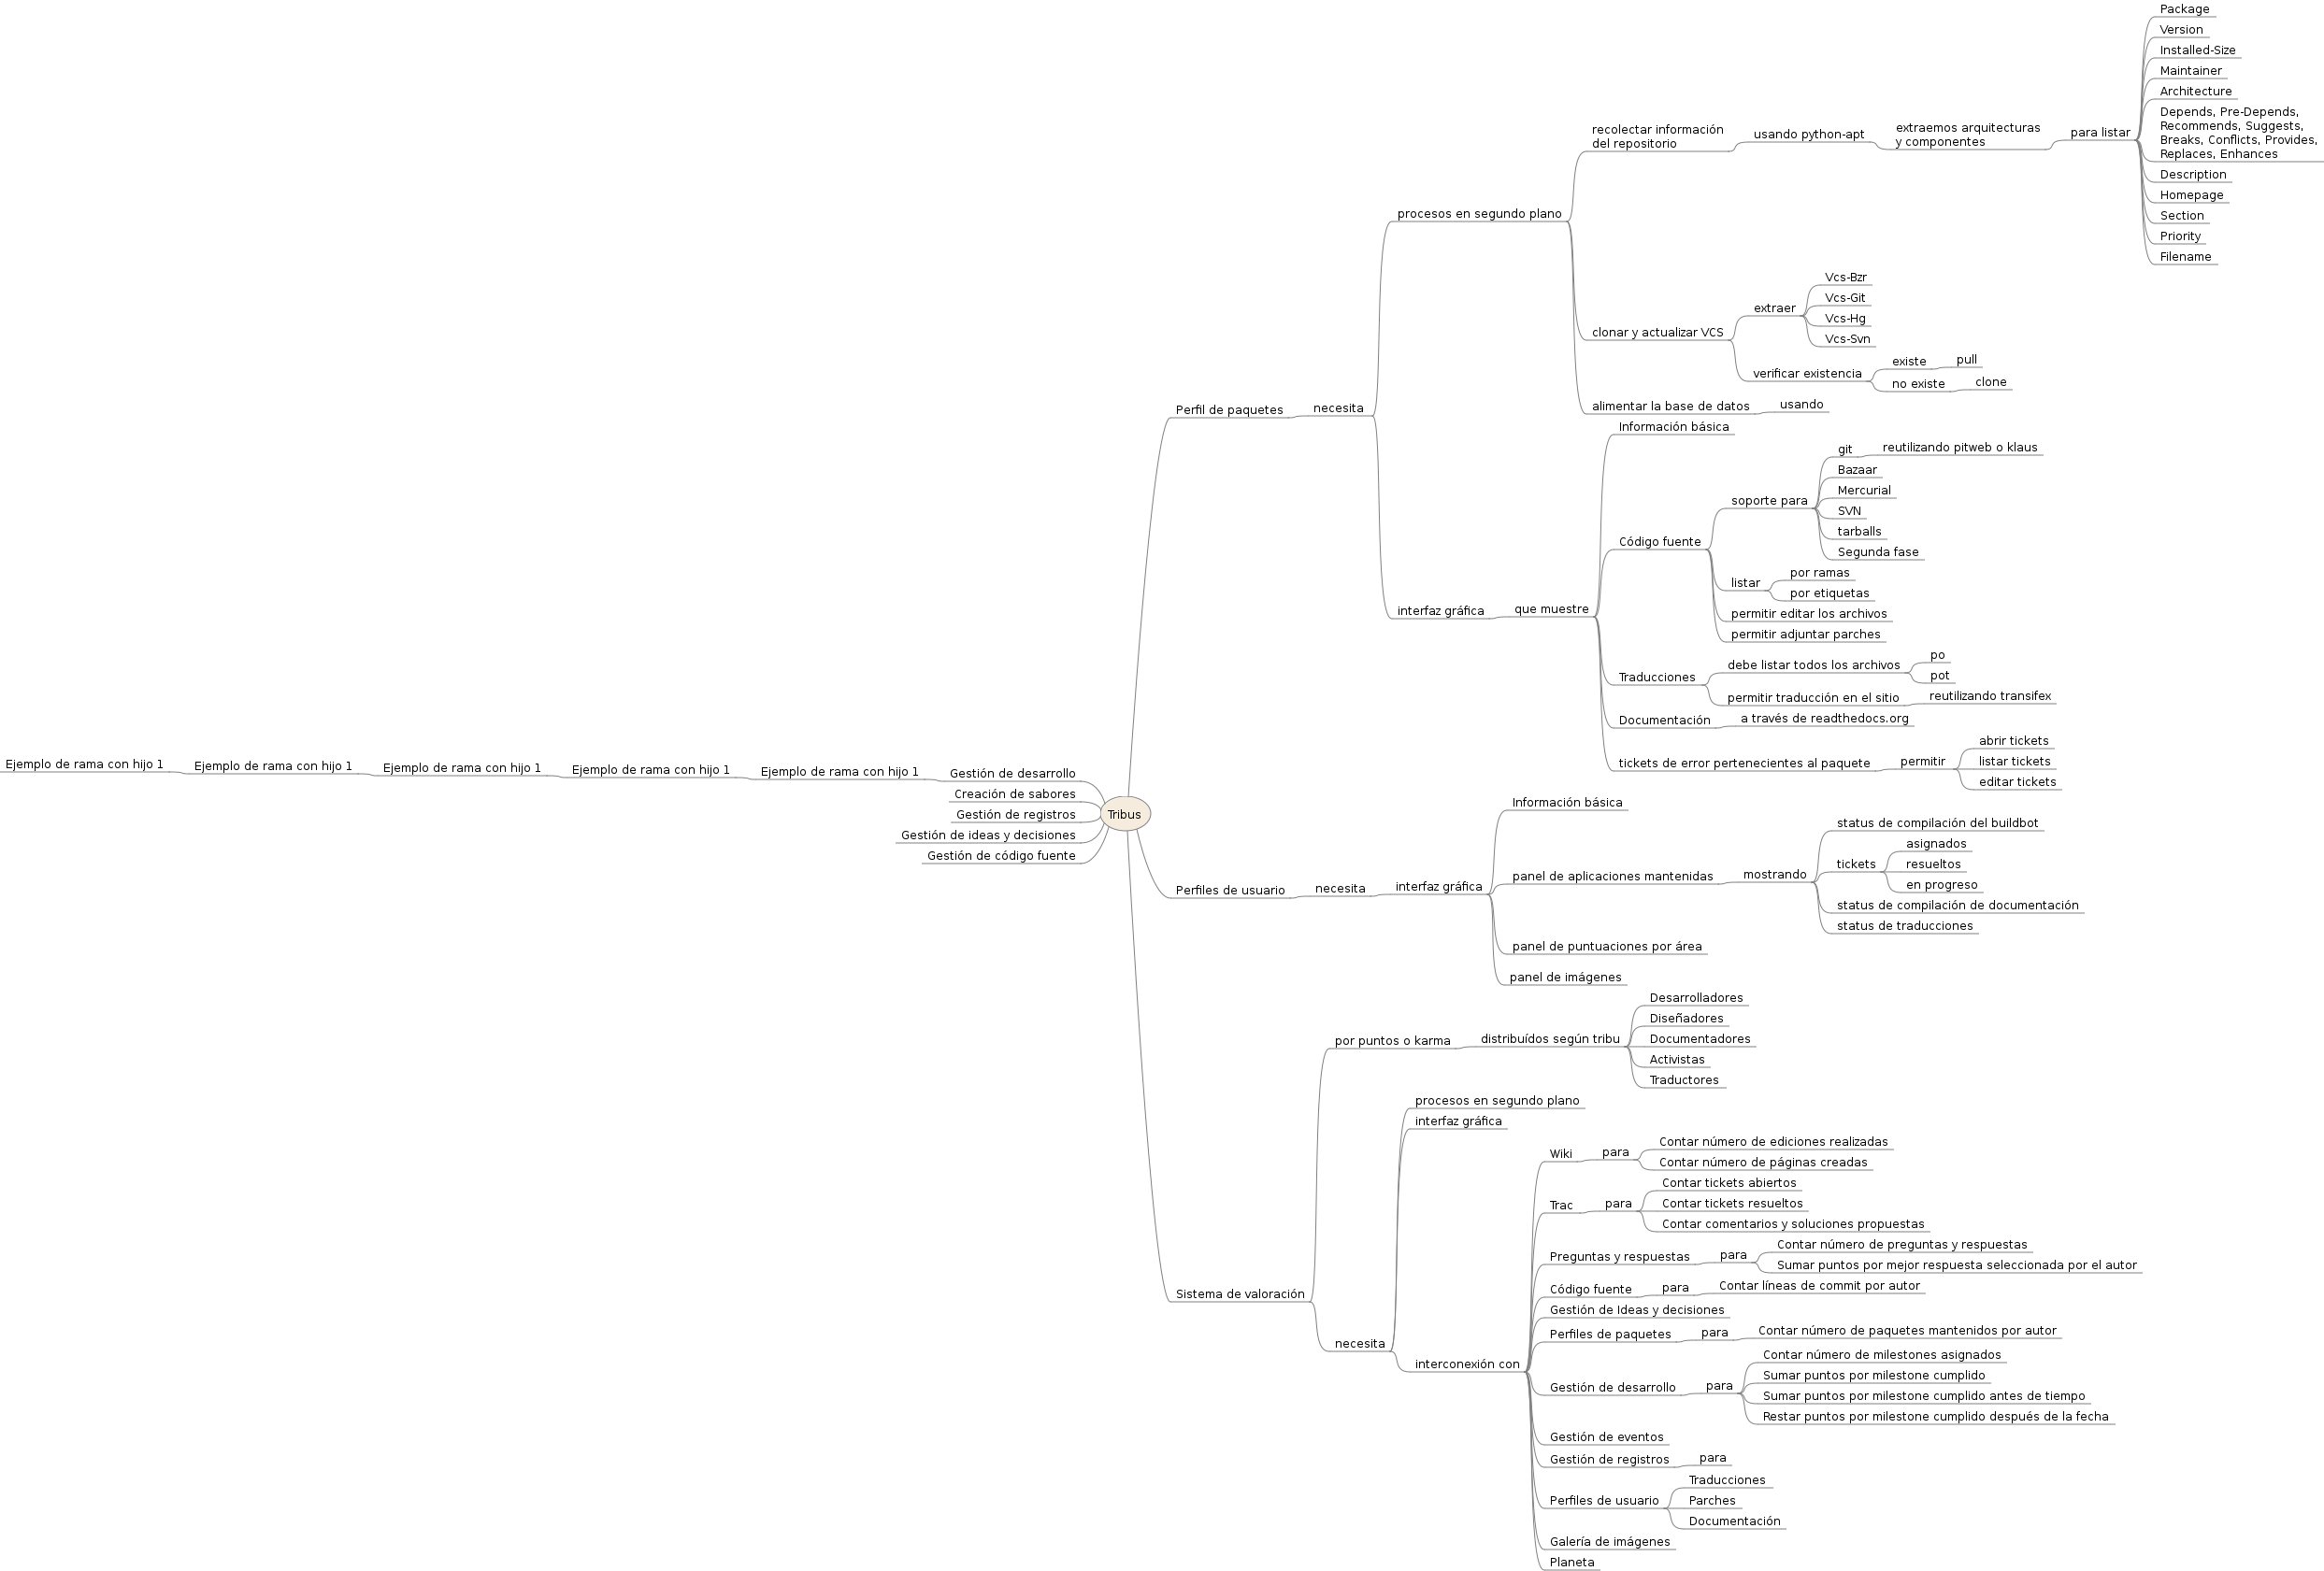 Tribus
Perfil de paquetes
necesita
procesos en segundo plano
recolectar información
del repositorio
usando python-apt
extraemos arquitecturas
y componentes
para listar
Package
Version
Installed-Size
Maintainer
Architecture
Depends, Pre-Depends,
Recommends, Suggests,
Breaks, Conflicts, Provides,
Replaces, Enhances
Description
Homepage
Section
Priority
Filename
clonar y actualizar VCS
extraer
Vcs-Bzr
Vcs-Git
Vcs-Hg
Vcs-Svn
verificar existencia
existe
pull
no existe
clone
alimentar la base de datos
usando
interfaz gráfica
que muestre
Información básica
Código fuente
soporte para
git
reutilizando pitweb o klaus
Bazaar
Mercurial
SVN
tarballs
Segunda fase
listar
por ramas
por etiquetas
permitir editar los archivos
permitir adjuntar parches
Traducciones
debe listar todos los archivos
po
pot
permitir traducción en el sitio
reutilizando transifex
Documentación
a través de readthedocs.org
tickets de error pertenecientes al paquete
permitir
abrir tickets
listar tickets
editar tickets
Perfiles de usuario
necesita
interfaz gráfica
Información básica
panel de aplicaciones mantenidas
mostrando
status de compilación del buildbot
tickets
asignados
resueltos
en progreso
status de compilación de documentación
status de traducciones
panel de puntuaciones por área
panel de imágenes
Sistema de valoración
por puntos o karma
distribuídos según tribu
Desarrolladores
Diseñadores
Documentadores
Activistas
Traductores
necesita
procesos en segundo plano
interfaz gráfica
interconexión con
Wiki
para
Contar número de ediciones realizadas
Contar número de páginas creadas
Trac
para
Contar tickets abiertos
Contar tickets resueltos
Contar comentarios y soluciones propuestas
Preguntas y respuestas
para
Contar número de preguntas y respuestas
Sumar puntos por mejor respuesta seleccionada por el autor
Código fuente
para
Contar líneas de commit por autor
Gestión de Ideas y decisiones
Perfiles de paquetes
para
Contar número de paquetes mantenidos por autor
Gestión de desarrollo
para
Contar número de milestones asignados
Sumar puntos por milestone cumplido
Sumar puntos por milestone cumplido antes de tiempo
Restar puntos por milestone cumplido después de la fecha
Gestión de eventos
Gestión de registros
para
Perfiles de usuario
Traducciones
Parches
Documentación
Galería de imágenes
Planeta
Gestión de desarrollo
Ejemplo de rama con hijo 1
Ejemplo de rama con hijo 1
Ejemplo de rama con hijo 1
Ejemplo de rama con hijo 1
Ejemplo de rama con hijo 1
Creación de sabores
Gestión de registros
Gestión de ideas y decisiones
Gestión de código fuente